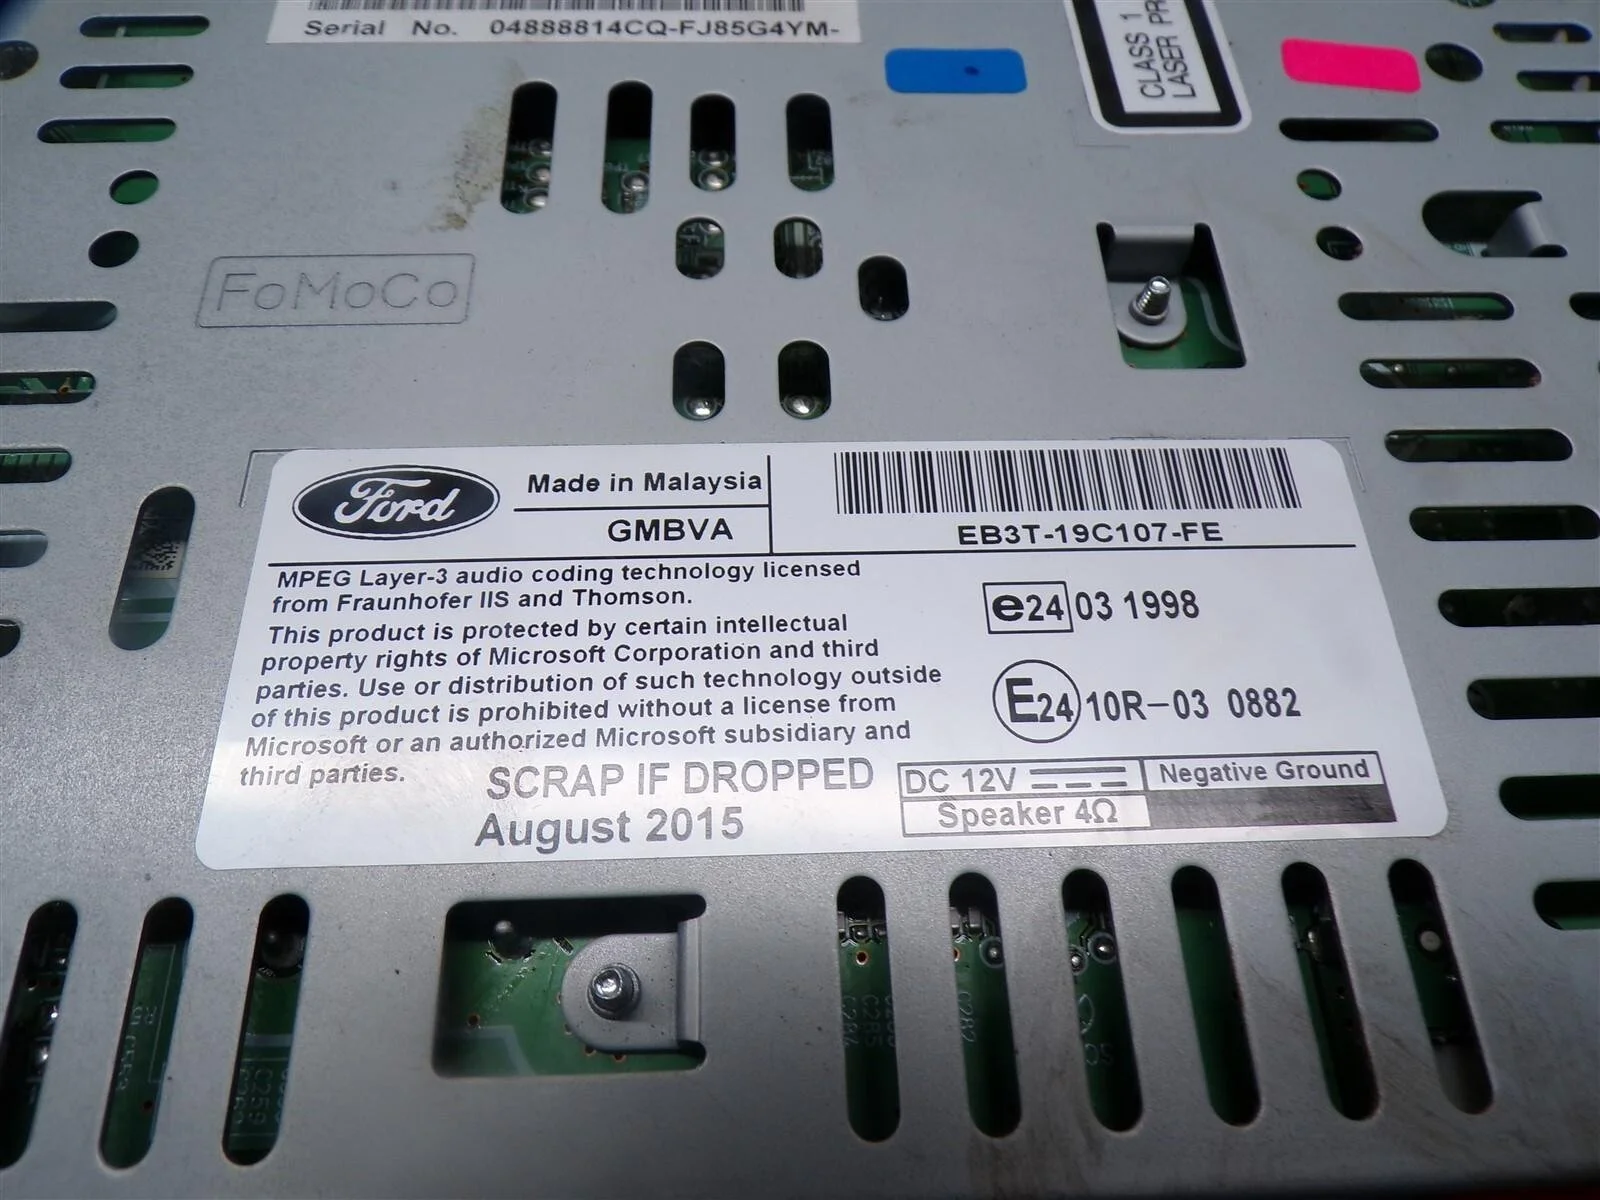 Serial No. 04888814CQ-FJ85G4YM-
CLASS 1
LASER PR
FoMoCo
Ford
Made in Malaysia
GMBVA
EB3T-19C107-FE
MPEG Layer-3 audio coding technology licensed
from Fraunhofer IIS and Thomson.
This product is protected by certain intellectual
property rights of Microsoft Corporation and third
parties. Use or distribution of such technology outside
of this product is prohibited without a license from
Microsoft or an authorized Microsoft subsidiary and
third parties.
e24 03 1998
E24 10R-03 0882
SCRAP IF DROPPED
August 2015
DC 12V
Negative Ground
Speaker 4Ω
C285
C282